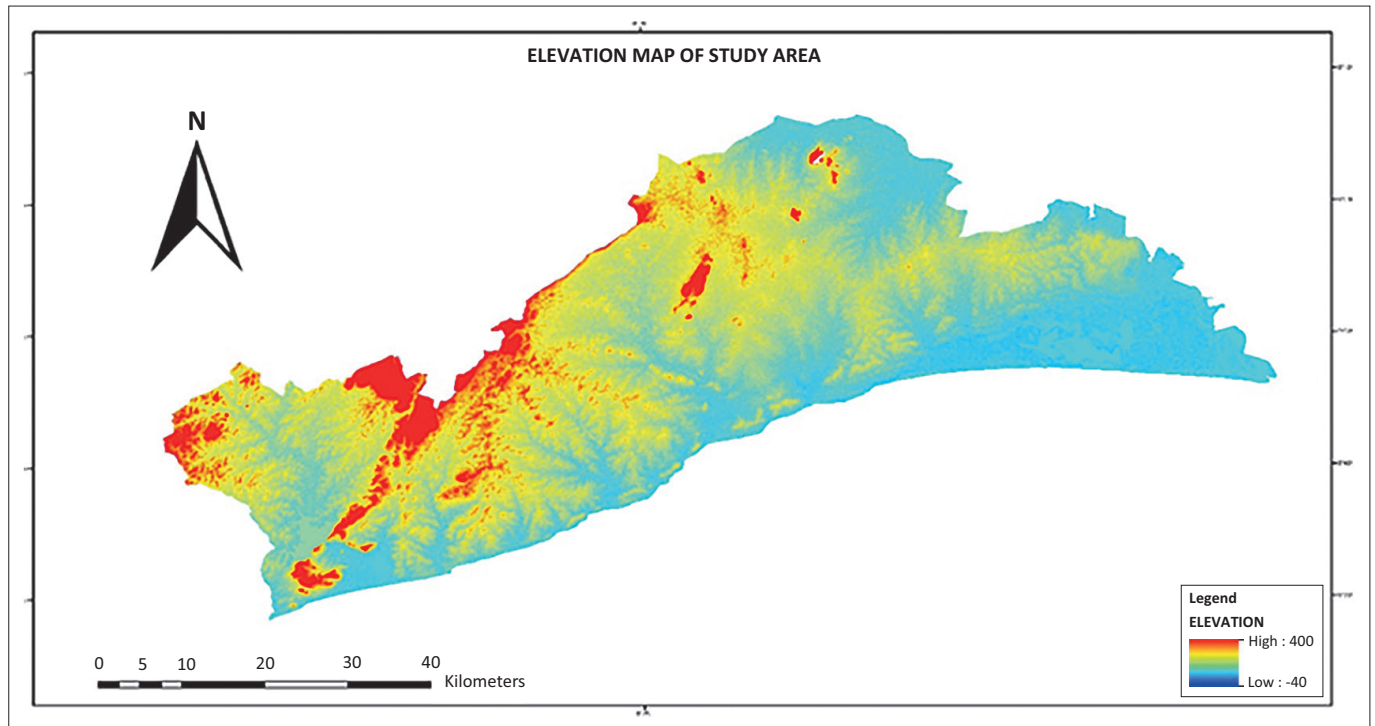 ELEVATION MAP OF STUDY AREA
N
Legend
ELEVATION
High : 400
Low : -40
0 5 10 20 30 40
Kilometers